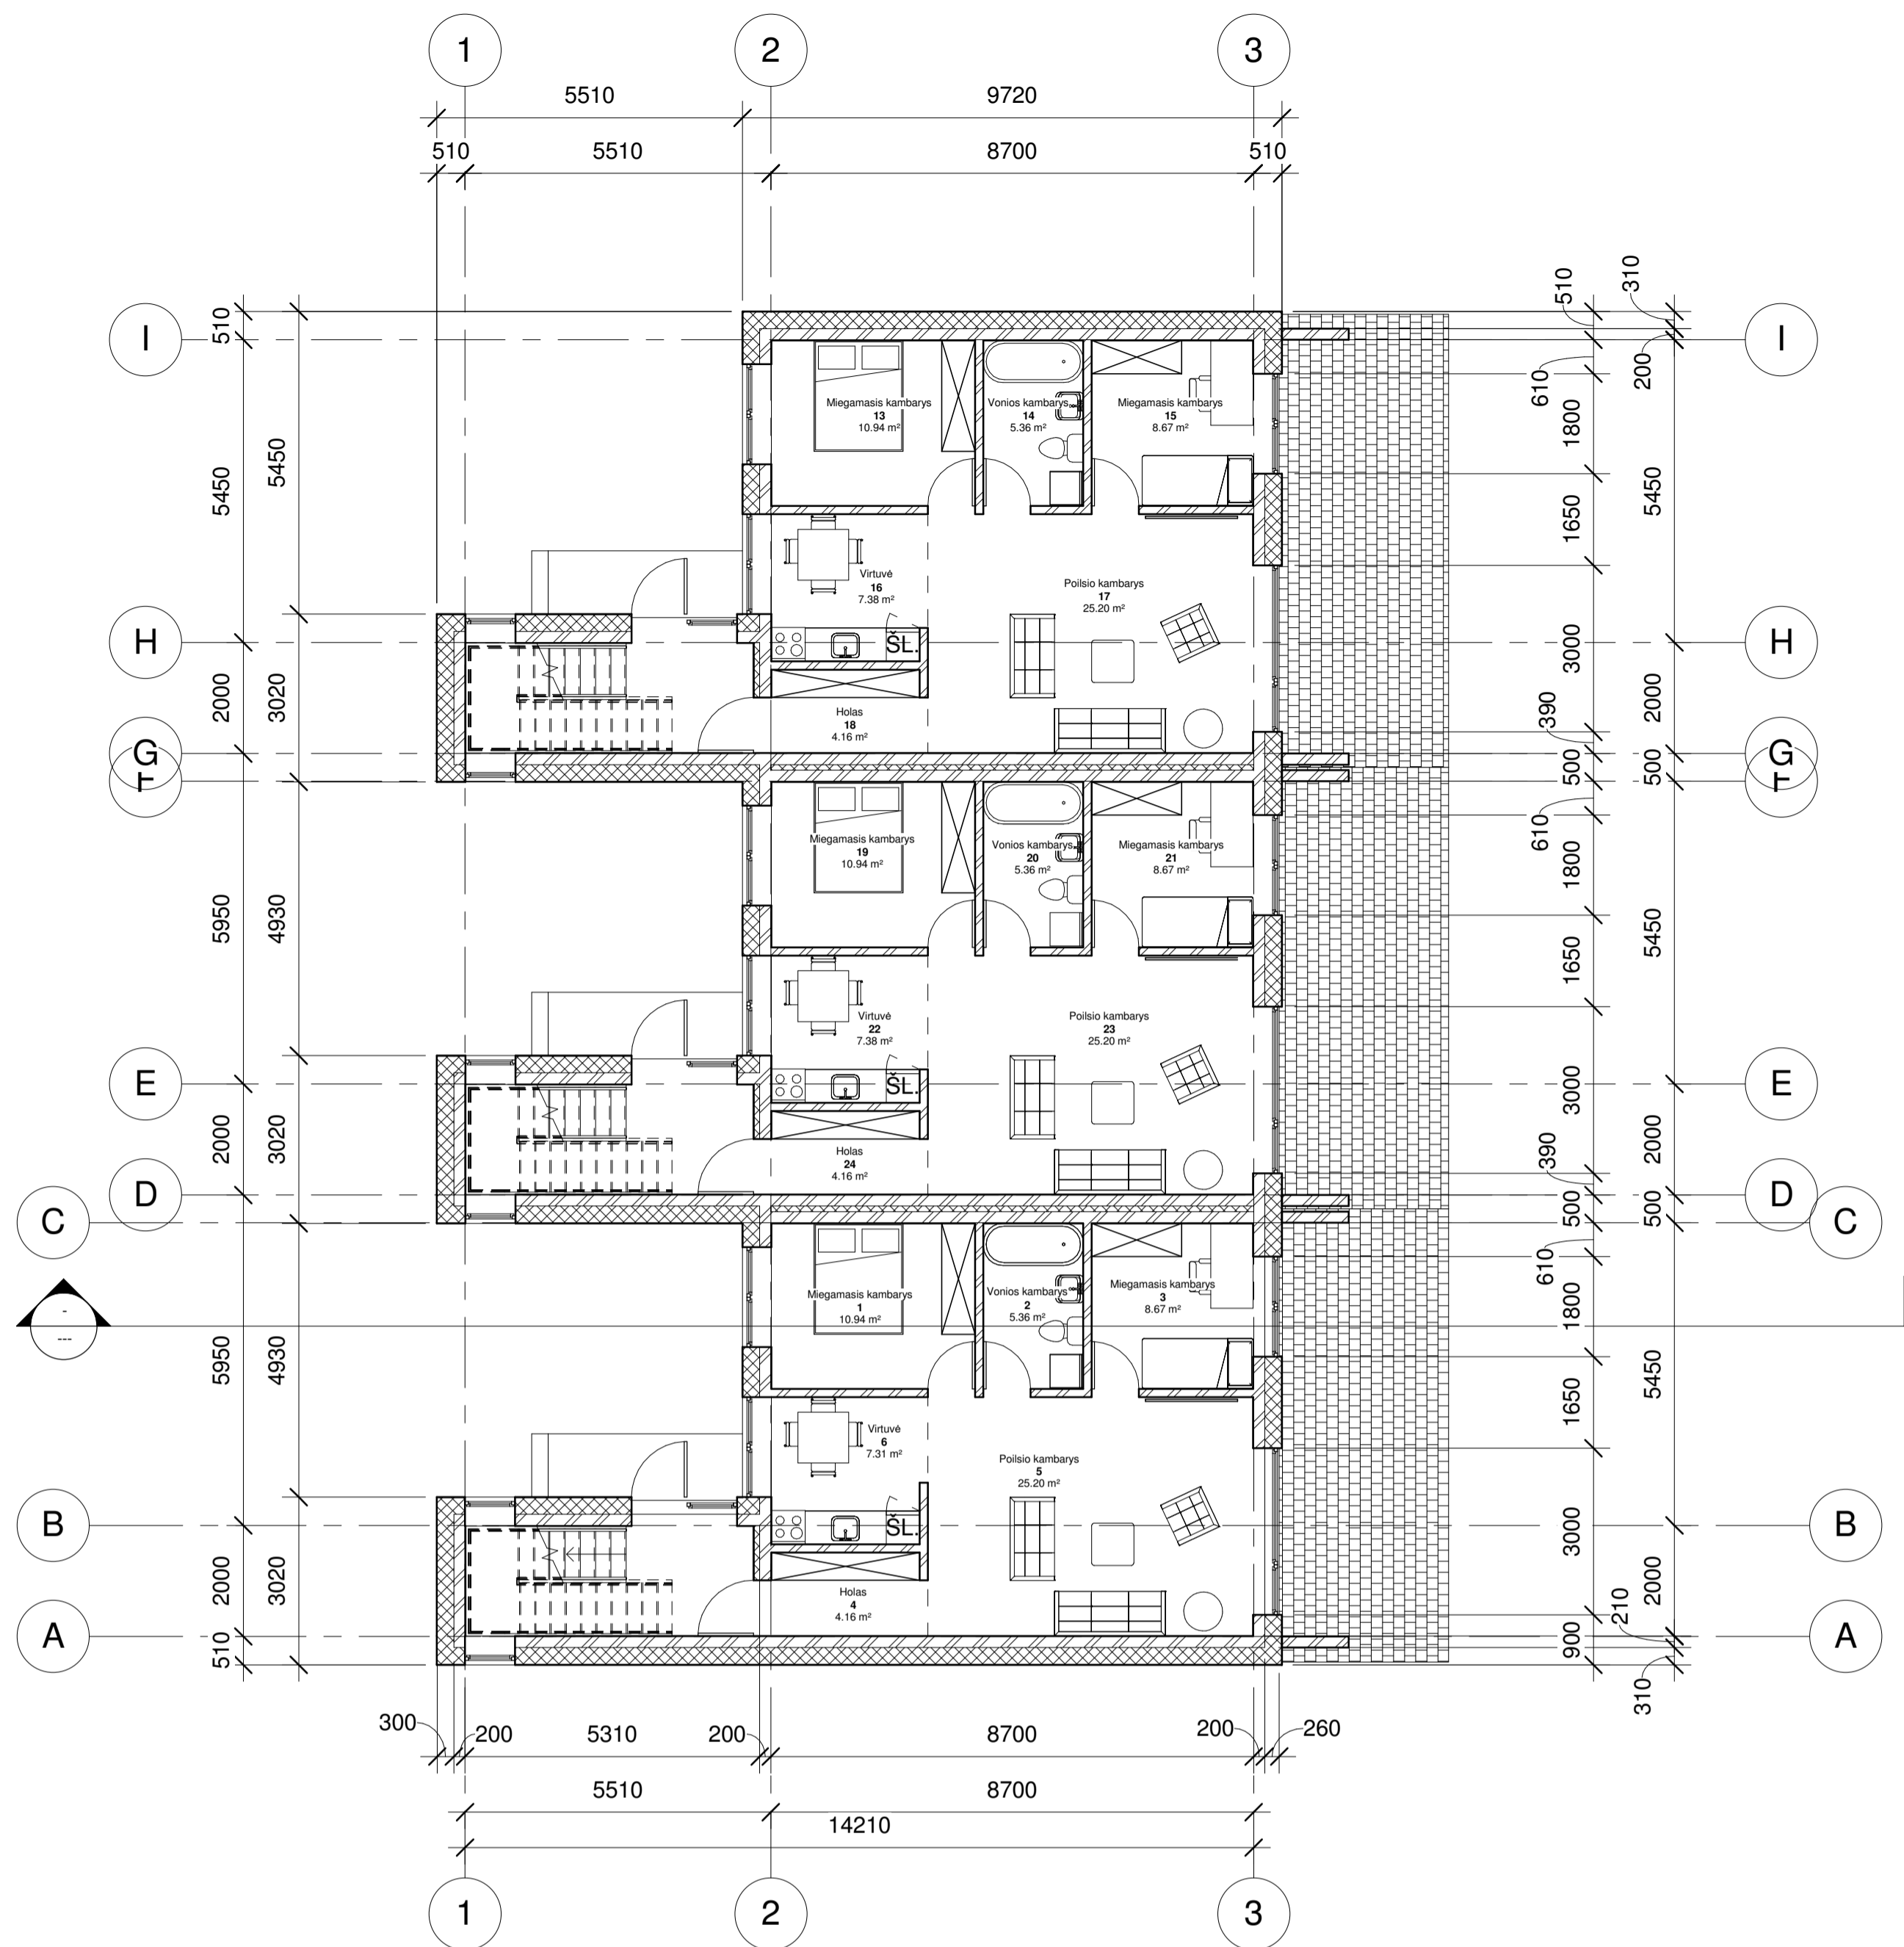 1
2
3
5510
9720
510
5510
8700
510
510
310
I
510
I
610
200
1800
Miegamasis kambarys
13
10.94 m²
Vonios kambarys
14
5.36 m²
Miegamasis kambarys
15
8.67 m²
5450
5450
5450
1650
Virtuvė
16
7.38 m²
Poilsio kambarys
17
25.20 m²
H
ŠL.
3000
H
2000
3020
Holas
18
4.16 m²
390
2000
G
F
500
500
G
F
610
Miegamasis kambarys
19
10.94 m²
Vonios kambarys
20
5.36 m²
Miegamasis kambarys
21
8.67 m²
1800
5950
4930
5450
1650
Virtuvė
22
7.38 m²
Poilsio kambarys
23
25.20 m²
E
ŠL.
3000
E
2000
3020
Holas
24
4.16 m²
390
2000
D
500
500
D
C
C
610
Miegamasis kambarys
1
10.94 m²
Vonios kambarys
2
5.36 m²
Miegamasis kambarys
3
8.67 m²
1800
-
---
5950
4930
5450
1650
Virtuvė
6
7.31 m²
Poilsio kambarys
5
25.20 m²
B
ŠL.
3000
B
2000
3020
Holas
4
4.16 m²
210
2000
A
510
900
A
310
300
200
5310
200
8700
200
260
5510
8700
14210
1
2
3